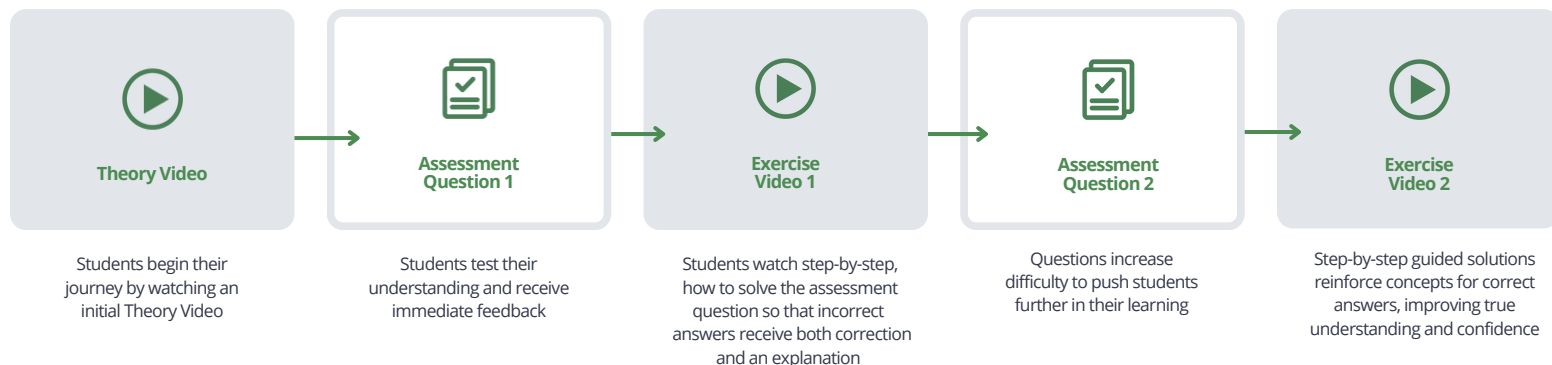 Theory Video
Students begin their
journey by watching an
initial Theory Video
Assessment
Question 1
Students test their
understanding and receive
immediate feedback
Exercise
Video 1
Students watch step-by-step,
how to solve the assessment
question so that incorrect
answers receive both correction
and an explanation
Assessment
Question 2
Questions increase
difficulty to push students
further in their learning
Exercise
Video 2
Step-by-step guided solutions
reinforce concepts for correct
answers, improving true
understanding and confidence